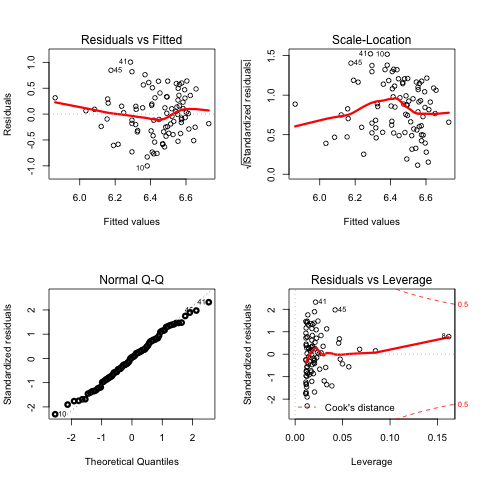 Residuals vs Fitted
Residuals
1.0
0.5
0.0
-0.5
-1.0
41
45
10
6.0 6.2 6.4 6.6
Fitted values
Scale-Location
√|Standardized residuals|
1.5
1.0
0.5
0.0
41 10
45
6.0 6.2 6.4 6.6
Fitted values
Normal Q-Q
Standardized residuals
2
1
0
-1
-2
41
45
10
-2 -1 0 1 2
Theoretical Quantiles
Residuals vs Leverage
Standardized residuals
2
1
0
-1
-2
41
45
8
0.5
0.5
Cook's distance
0.00 0.05 0.10 0.15
Leverage